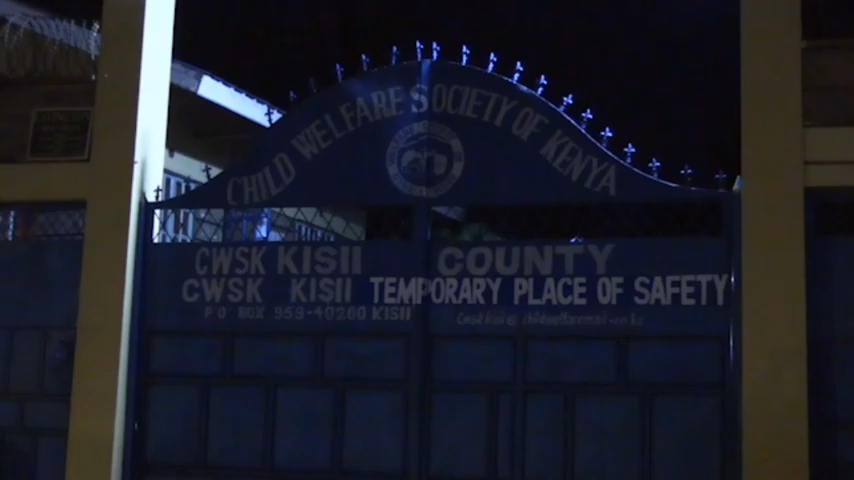 CHILD WELFARE SOCIETY OF KENYA
CWSK KISII COUNTY
CWSK KISII TEMPORARY PLACE OF SAFETY
P.O BOX 959-40200 KISII